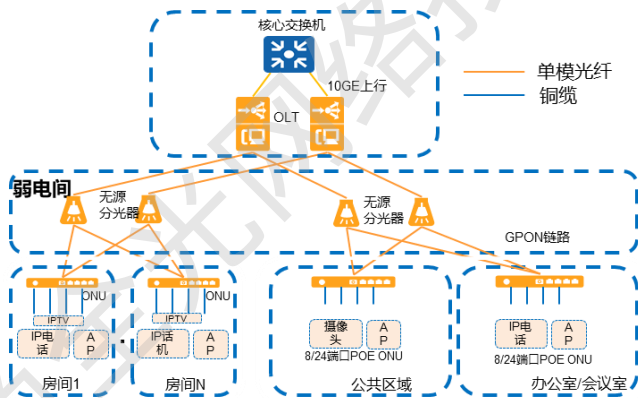 核心交换机
10GE上行
OLT
单模光纤
铜缆
弱电间
无源
分光器
无源
分光器
GPON链路
ONU
IPTV
IP电
话
A
P
房间1
ONU
IPTV
IP话
机
A
P
房间N
摄像
头
A
P
8/24端口POE ONU
公共区域
IP电
话
A
P
8/24端口POE ONU
办公室/会议室